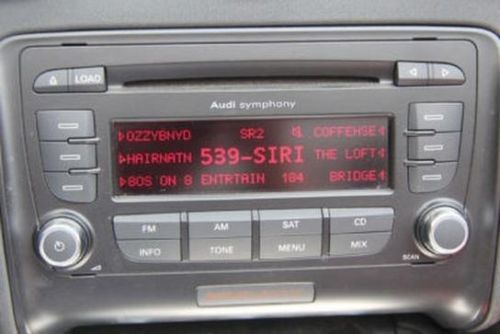 LOAD
Audi symphony
OZZYBNYD SR2 COFFEHSE
HAIRNATN 539-SIRI THE LOFT
80S ON 8 ENTRTAIN 104 BRIDGE
FM AM SAT CD
INFO TONE MENU MIX
SCAN